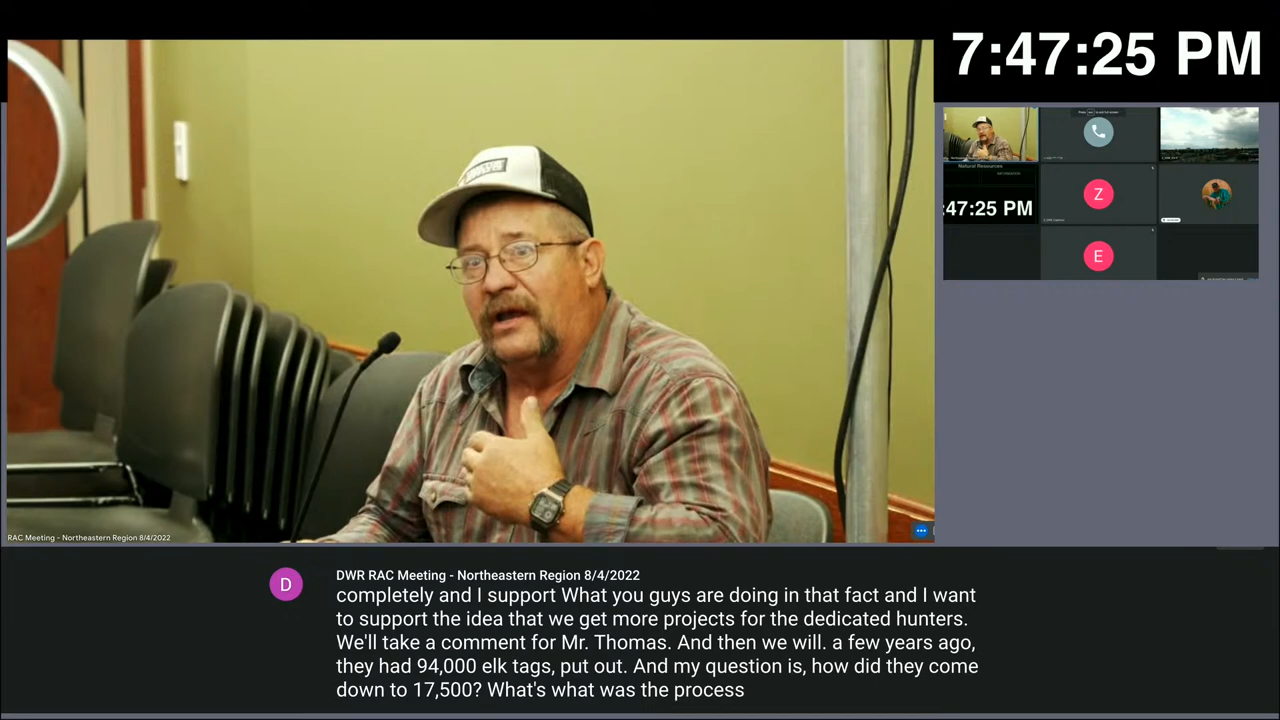 7:47:25 PM
Natural Resources
:47:25 PM
Z
E
RAC Meeting - Northeastern Region 8/4/2022
D
DWR RAC Meeting - Northeastern Region 8/4/2022
completely and I support What you guys are doing in that fact and I want
to support the idea that we get more projects for the dedicated hunters.
We'll take a comment for Mr. Thomas. And then we will. a few years ago,
they had 94,000 elk tags, put out. And my question is, how did they come
down to 17,500? What's what was the process